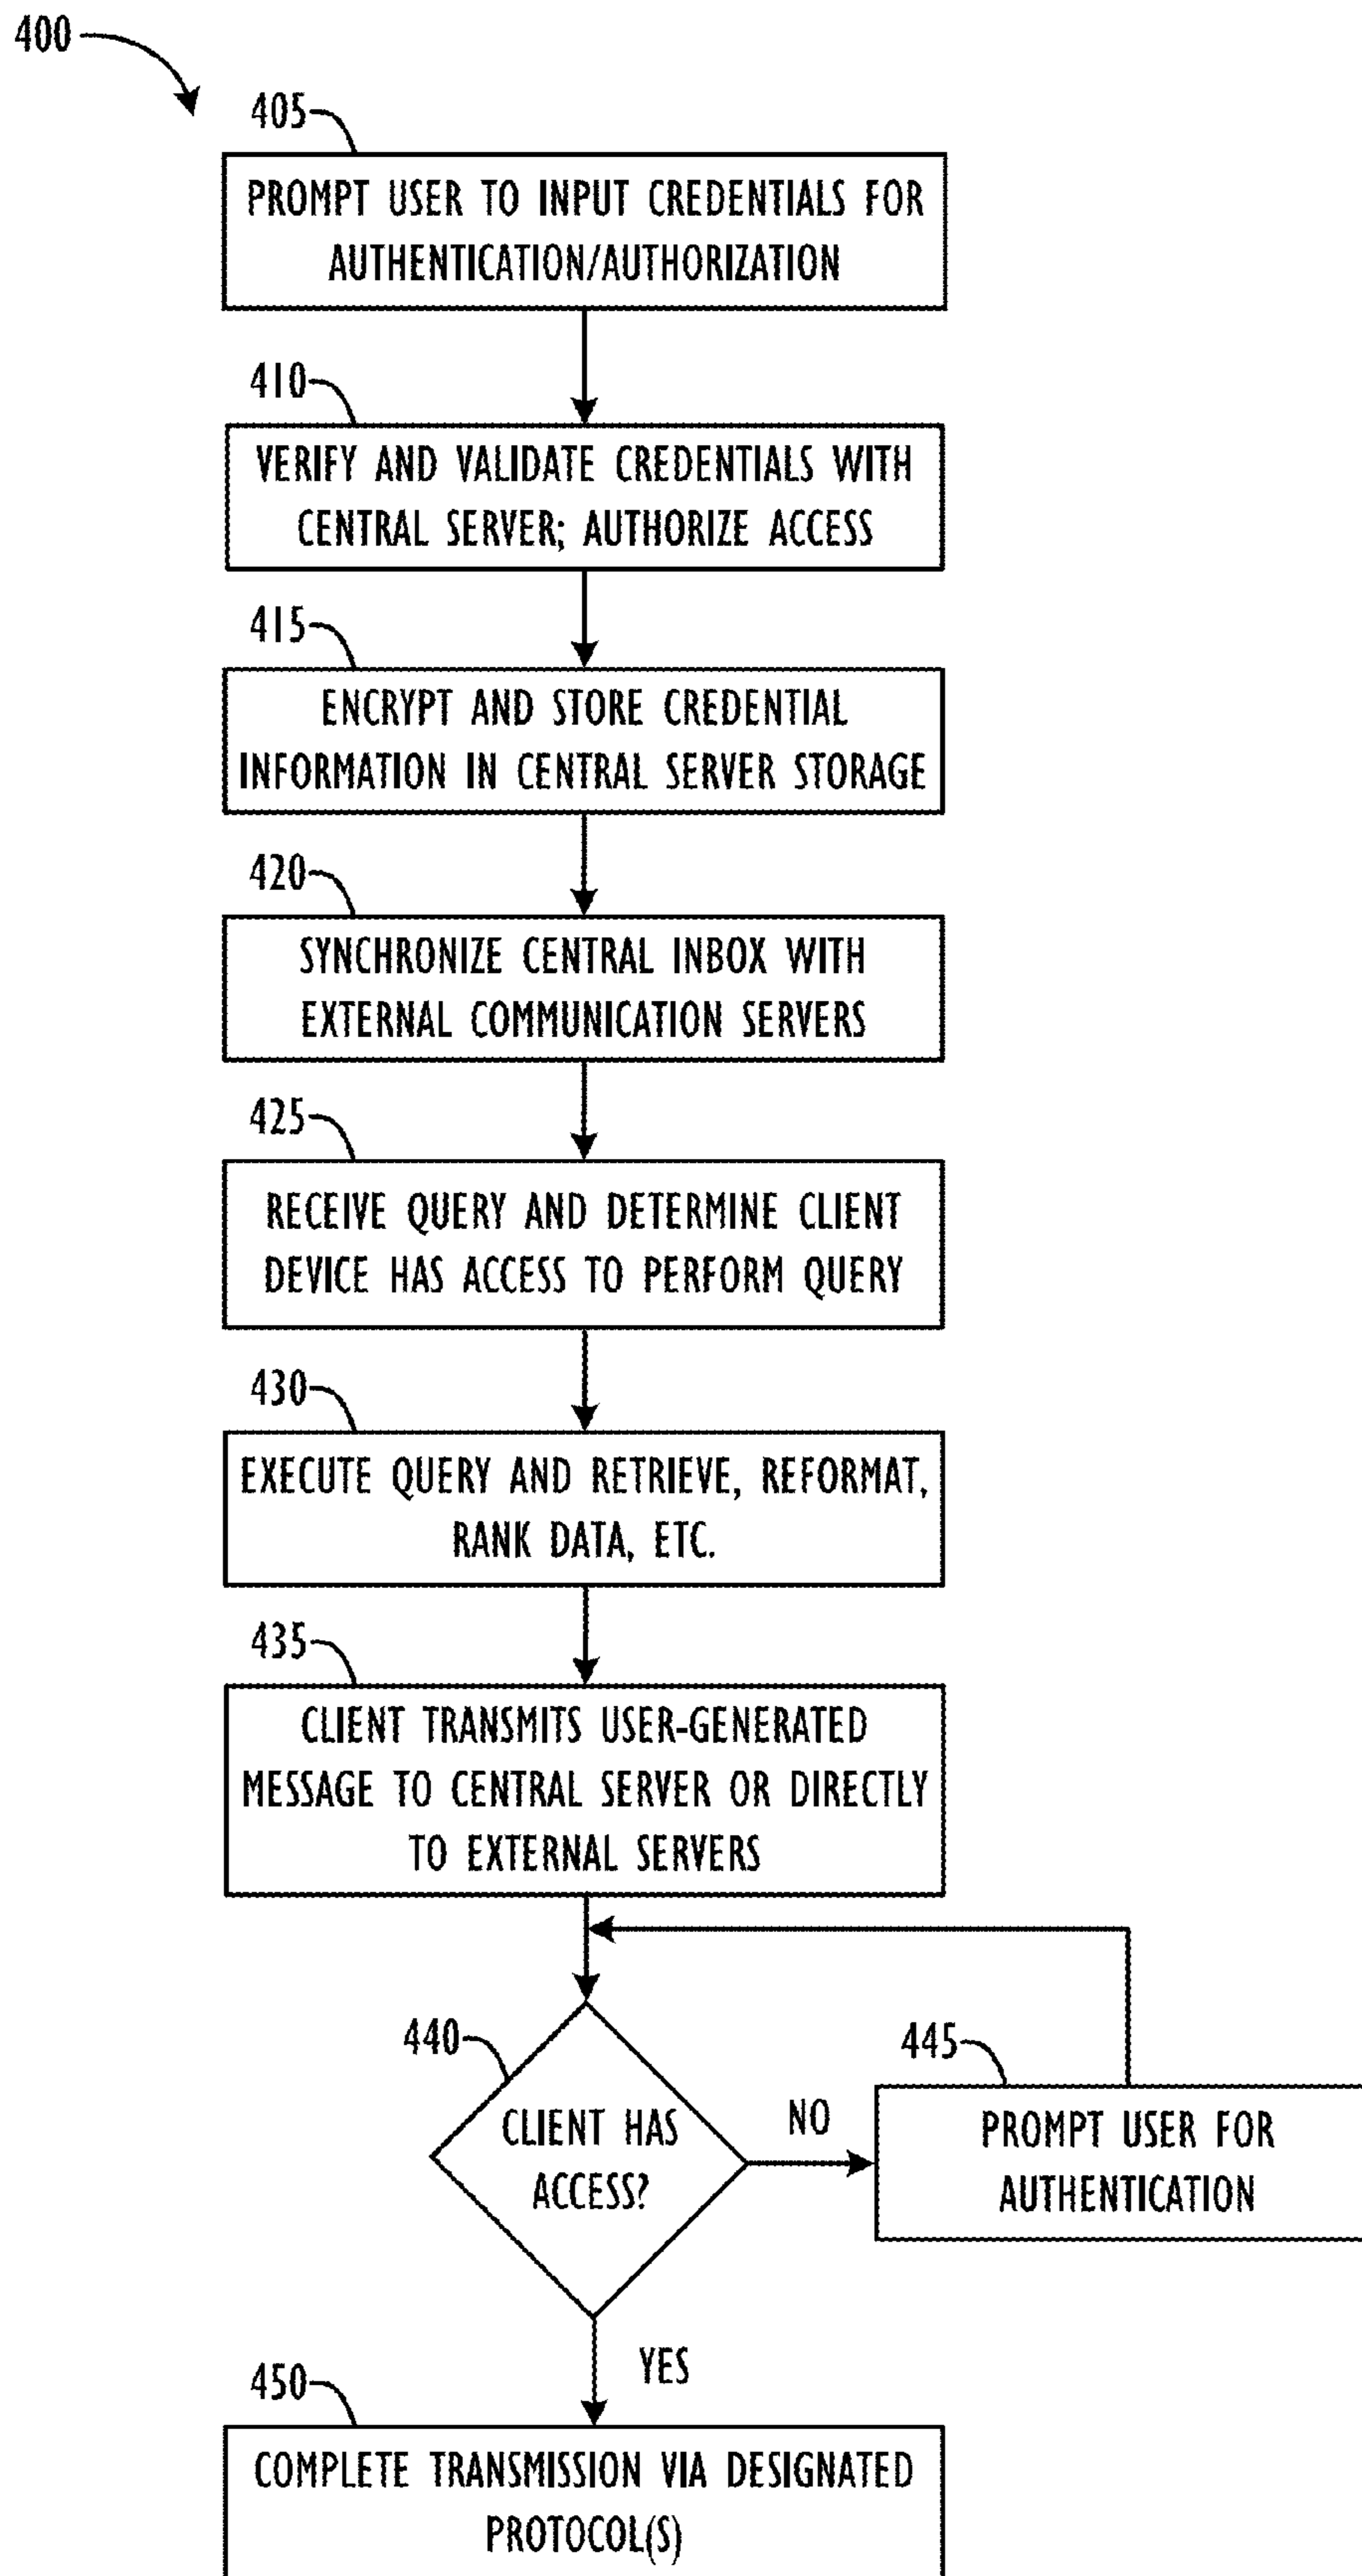 400
405
PROMPT USER TO INPUT CREDENTIALS FOR
AUTHENTICATION/AUTHORIZATION
410
VERIFY AND VALIDATE CREDENTIALS WITH
CENTRAL SERVER; AUTHORIZE ACCESS
415
ENCRYPT AND STORE CREDENTIAL
INFORMATION IN CENTRAL SERVER STORAGE
420
SYNCHRONIZE CENTRAL INBOX WITH
EXTERNAL COMMUNICATION SERVERS
425
RECEIVE QUERY AND DETERMINE CLIENT
DEVICE HAS ACCESS TO PERFORM QUERY
430
EXECUTE QUERY AND RETRIEVE, REFORMAT,
RANK DATA, ETC.
435
CLIENT TRANSMITS USER-GENERATED
MESSAGE TO CENTRAL SERVER OR DIRECTLY
TO EXTERNAL SERVERS
440
CLIENT HAS
ACCESS?
NO
445
PROMPT USER FOR
AUTHENTICATION
YES
450
COMPLETE TRANSMISSION VIA DESIGNATED
PROTOCOL(S)